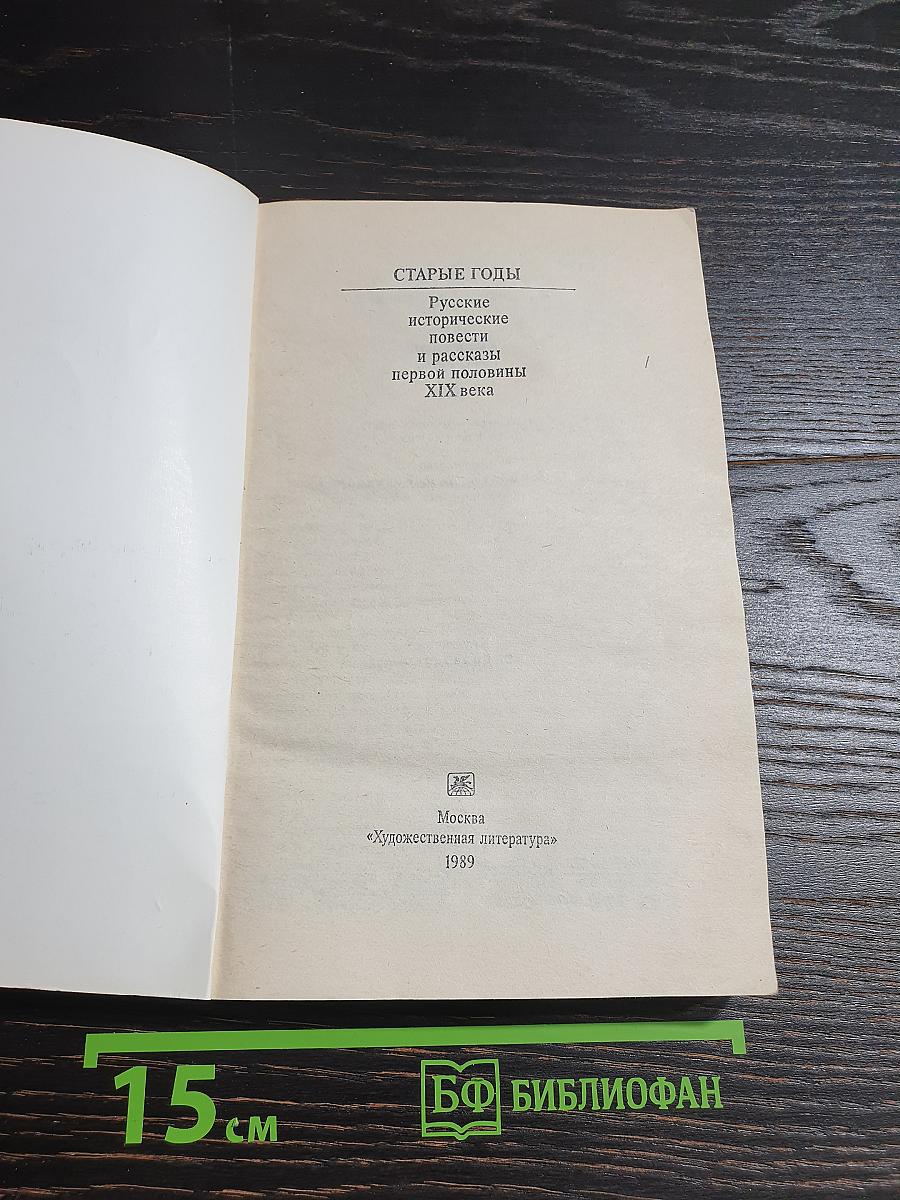 СТАРЫЕ ГОДЫ
Русские
исторические
повести
и рассказы
первой половины
XIX века
Москва
«Художественная литература»
1989
15 см
БФ БИБЛИОФАН